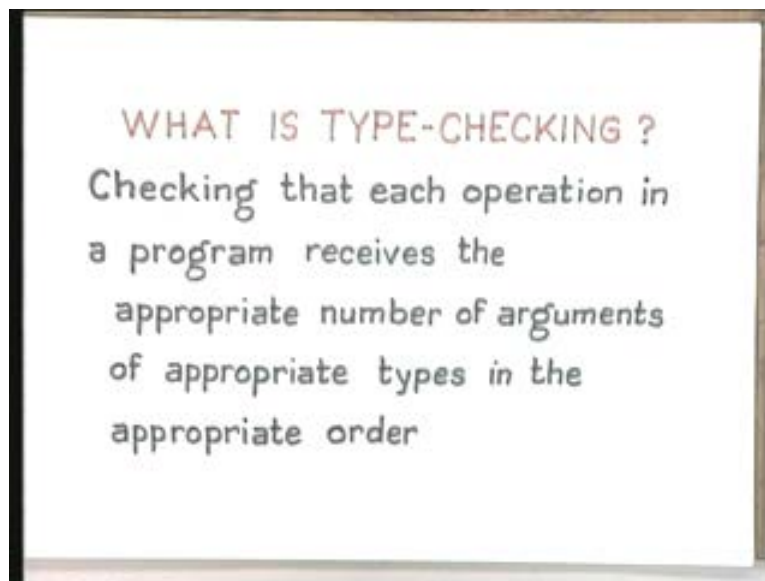 WHAT IS TYPE-CHECKING ?
Checking that each operation in
a program receives the
appropriate number of arguments
of appropriate types in the
appropriate order